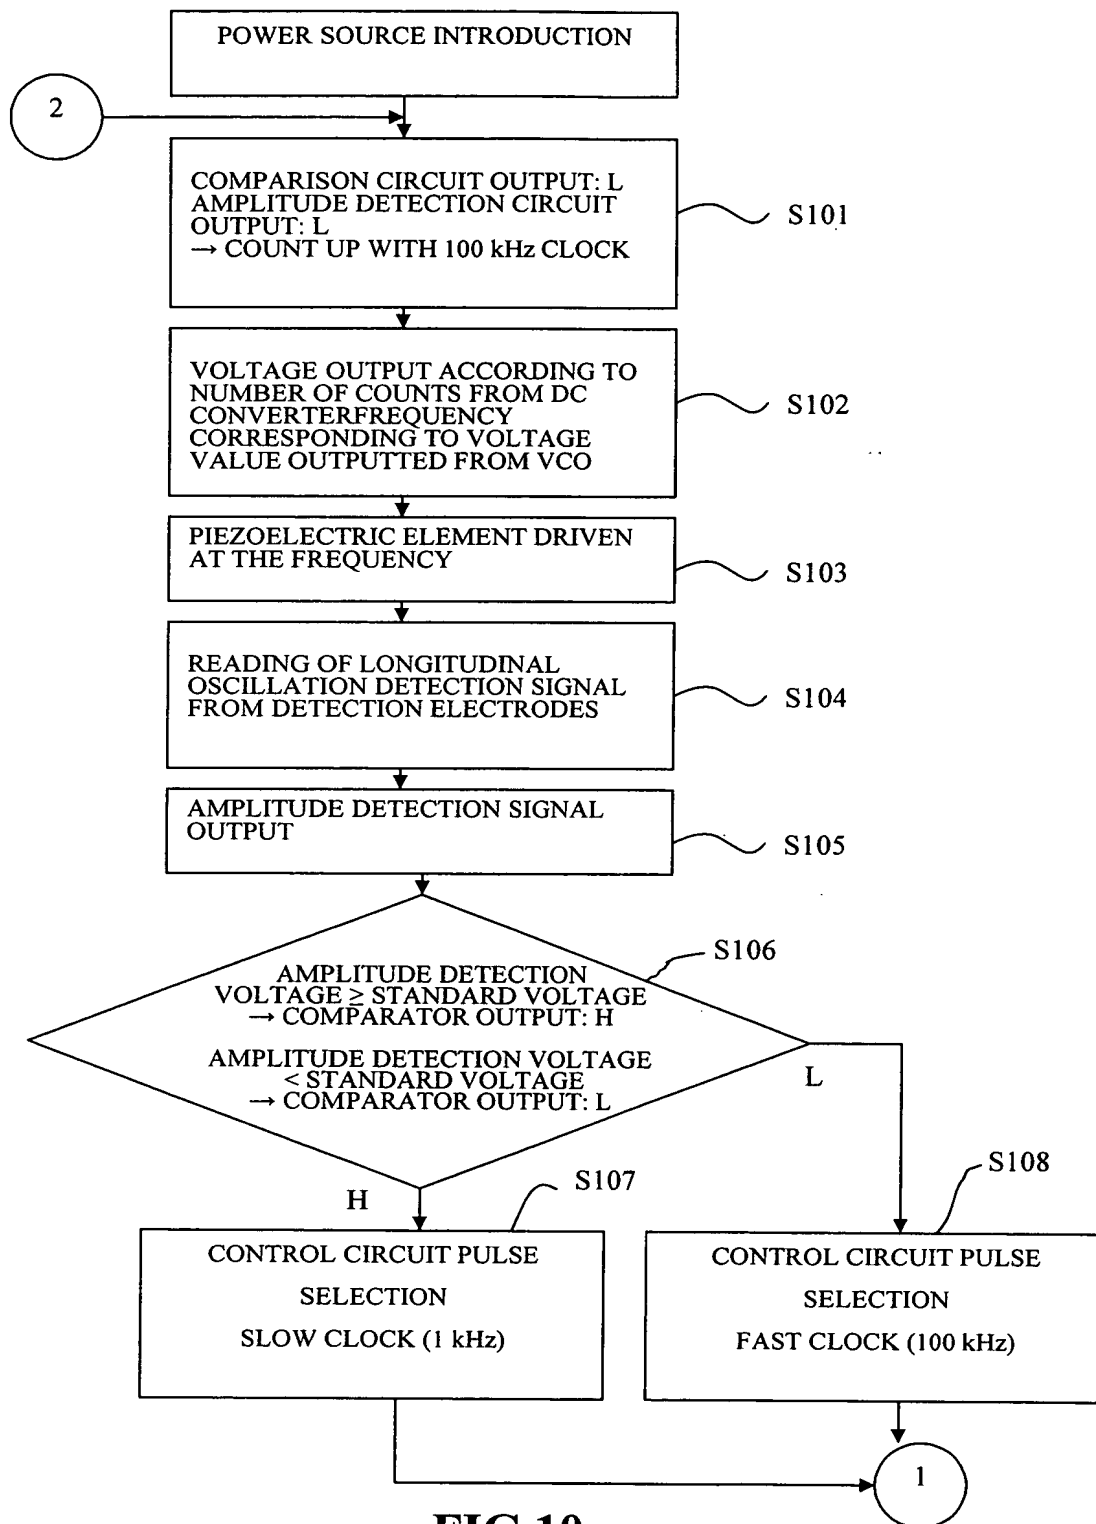 POWER SOURCE INTRODUCTION
2
COMPARISON CIRCUIT OUTPUT: L
AMPLITUDE DETECTION CIRCUIT
OUTPUT: L
→ COUNT UP WITH 100 kHz CLOCK
S101
VOLTAGE OUTPUT ACCORDING TO
NUMBER OF COUNTS FROM DC
CONVERTERFREQUENCY
CORRESPONDING TO VOLTAGE
VALUE OUTPUTTED FROM VCO
S102
PIEZOELECTRIC ELEMENT DRIVEN
AT THE FREQUENCY
S103
READING OF LONGITUDINAL
OSCILLATION DETECTION SIGNAL
FROM DETECTION ELECTRODES
S104
AMPLITUDE DETECTION SIGNAL
OUTPUT
S105
S106
AMPLITUDE DETECTION
VOLTAGE ≥ STANDARD VOLTAGE
→ COMPARATOR OUTPUT: H
AMPLITUDE DETECTION VOLTAGE
< STANDARD VOLTAGE
→ COMPARATOR OUTPUT: L
L
H
S107
S108
CONTROL CIRCUIT PULSE
SELECTION
SLOW CLOCK (1 kHz)
CONTROL CIRCUIT PULSE
SELECTION
FAST CLOCK (100 kHz)
1
FIG 10